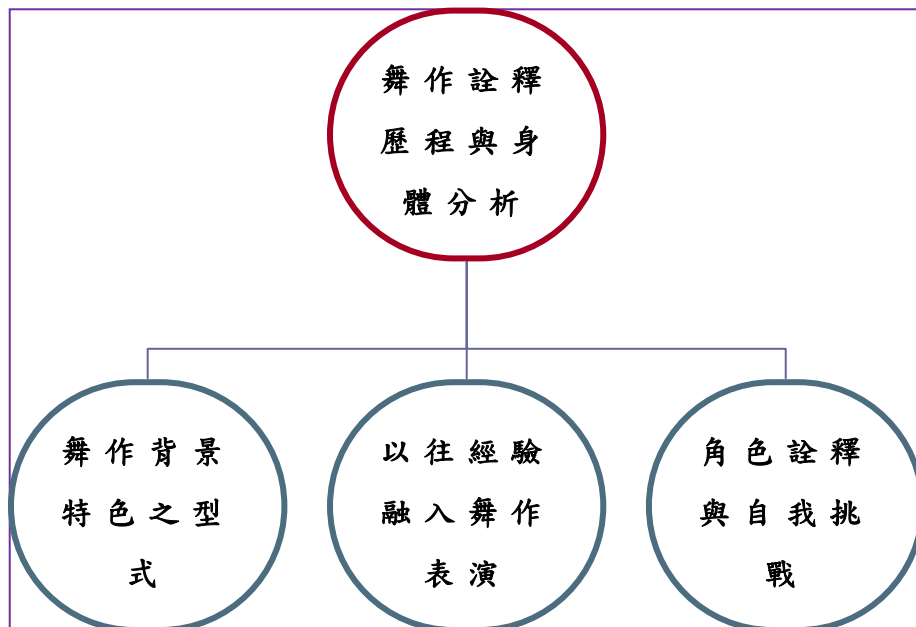 舞作詮釋
歷程與身
體分析
舞作背景
特色之型
式
以往經驗
融入舞作
表演
角色詮釋
與自我挑
戰